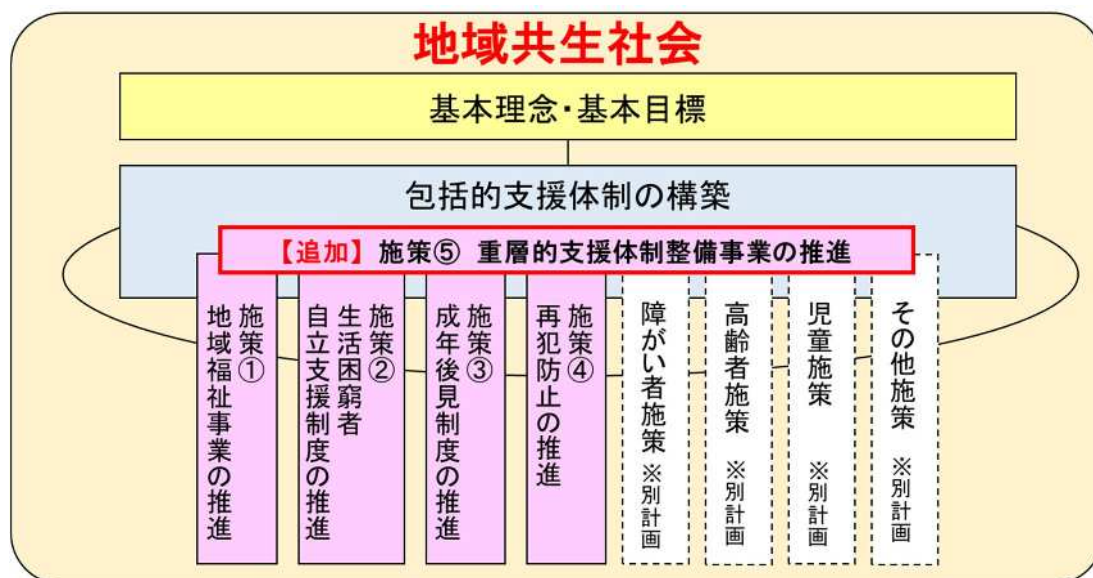 地域共生社会
基本理念・基本目標
包括的支援体制の構築
【追加】 施策⑤ 重層的支援体制整備事業の推進
施策①
地域福祉事業の推進
施策②
生活困窮者
自立支援制度の推進
施策③
成年後見制度の推進
施策④
再犯防止の推進
障がい者施策 ※別計画
高齢者施策 ※別計画
児童施策 ※別計画
その他施策 ※別計画